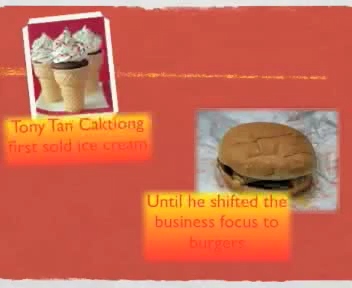 Tony Tan Caktiong
first sold ice cream
Until he shifted the
business focus to
burgers